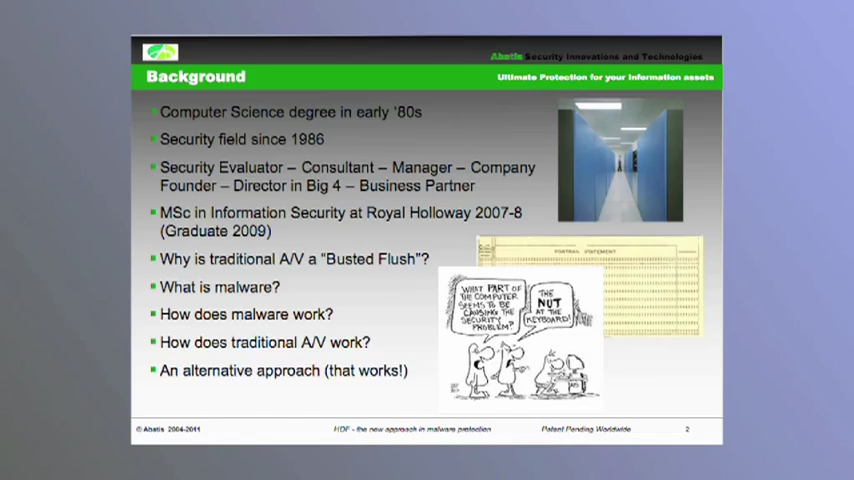 Abatis Security Innovations and Technologies
Background
Ultimate Protection for your Information assets
Computer Science degree in early ‘80s
Security field since 1986
Security Evaluator – Consultant – Manager – Company
Founder – Director in Big 4 – Business Partner
MSc in Information Security at Royal Holloway 2007-8
(Graduate 2009)
Why is traditional A/V a “Busted Flush”?
What is malware?
How does malware work?
How does traditional A/V work?
An alternative approach (that works!)
FORTRAN STATEMENT
WHAT PART OF
THE COMPUTER
SEEMS TO BE
CAUSING THE
SECURITY
PROBLEM?
THE
NUT
AT THE
KEYBOARD!
© Abatis 2004-2011
HDF - the new approach in malware protection
Patent Pending Worldwide
2